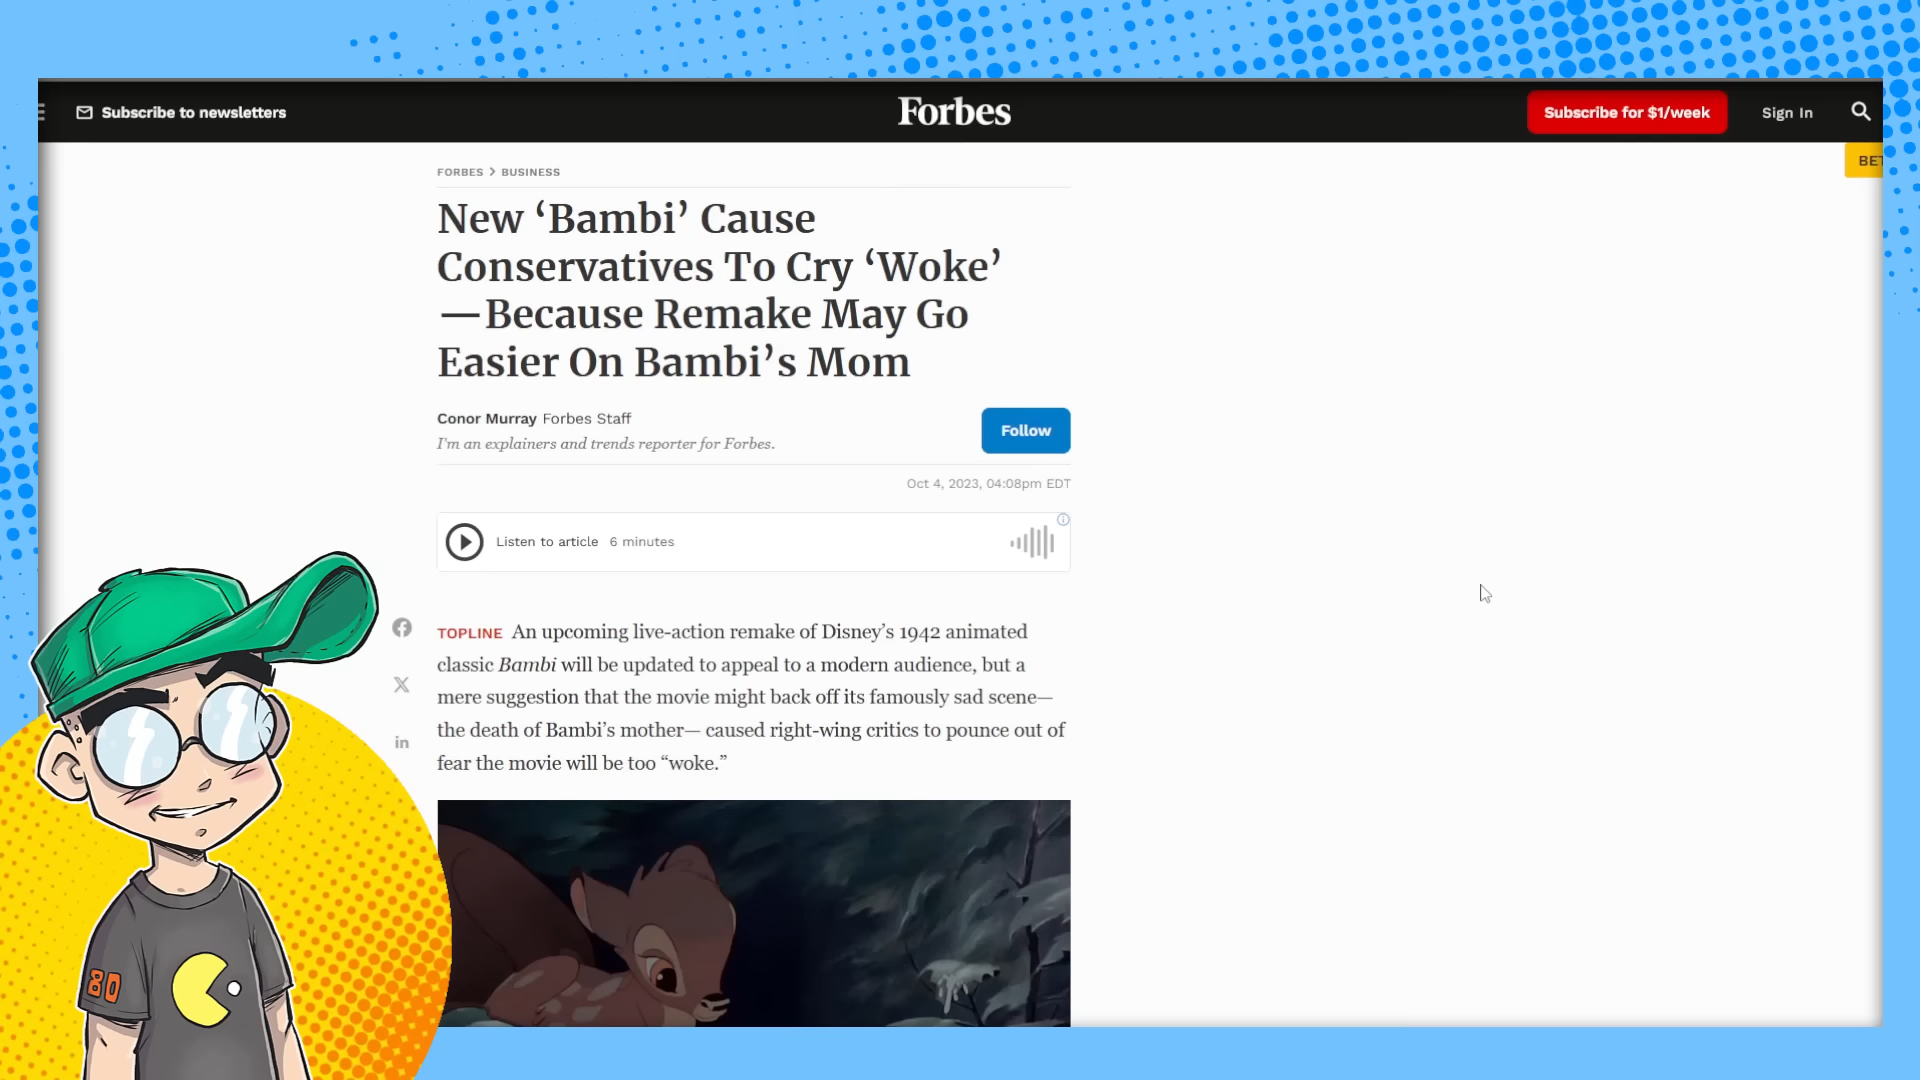 Subscribe to newsletters
Forbes
Subscribe for $1/week
Sign In
BET
FORBES > BUSINESS
New ‘Bambi’ Cause
Conservatives To Cry ‘Woke’
—Because Remake May Go
Easier On Bambi’s Mom
Conor Murray Forbes Staff
I'm an explainers and trends reporter for Forbes.
Follow
Oct 4, 2023, 04:08pm EDT
Listen to article 6 minutes
TOPLINE An upcoming live-action remake of Disney’s 1942 animated
classic Bambi will be updated to appeal to a modern audience, but a
mere suggestion that the movie might back off its famously sad scene—
the death of Bambi’s mother— caused right-wing critics to pounce out of
fear the movie will be too “woke.”
80